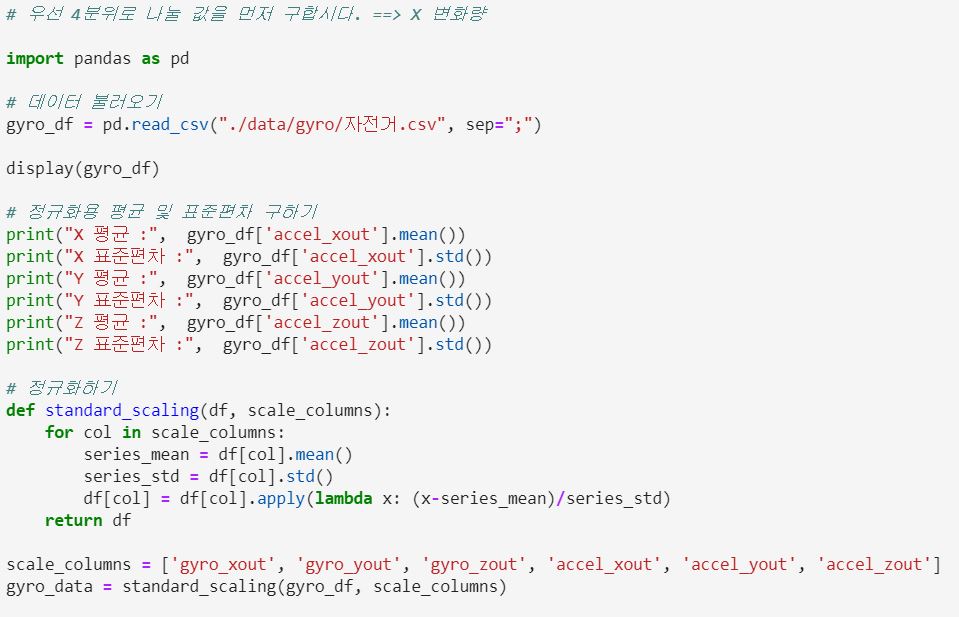 # 우선 4분위로 나눌 값을 먼저 구합시다. ==> X 변화량
import pandas as pd
# 데이터 불러오기
gyro_df = pd.read_csv("./data/gyro/자전거.csv", sep=";")
display(gyro_df)
# 정규화용 평균 및 표준편차 구하기
print("X 평균 :",  gyro_df['accel_xout'].mean())
print("X 표준편차 :",  gyro_df['accel_xout'].std())
print("Y 평균 :",  gyro_df['accel_yout'].mean())
print("Y 표준편차 :",  gyro_df['accel_yout'].std())
print("Z 평균 :",  gyro_df['accel_zout'].mean())
print("Z 표준편차 :",  gyro_df['accel_zout'].std())
# 정규화하기
def standard_scaling(df, scale_columns):
    for col in scale_columns:
        series_mean = df[col].mean()
        series_std = df[col].std()
        df[col] = df[col].apply(lambda x: (x-series_mean)/series_std)
    return df
scale_columns = ['gyro_xout', 'gyro_yout', 'gyro_zout', 'accel_xout', 'accel_yout', 'accel_zout']
gyro_data = standard_scaling(gyro_df, scale_columns)